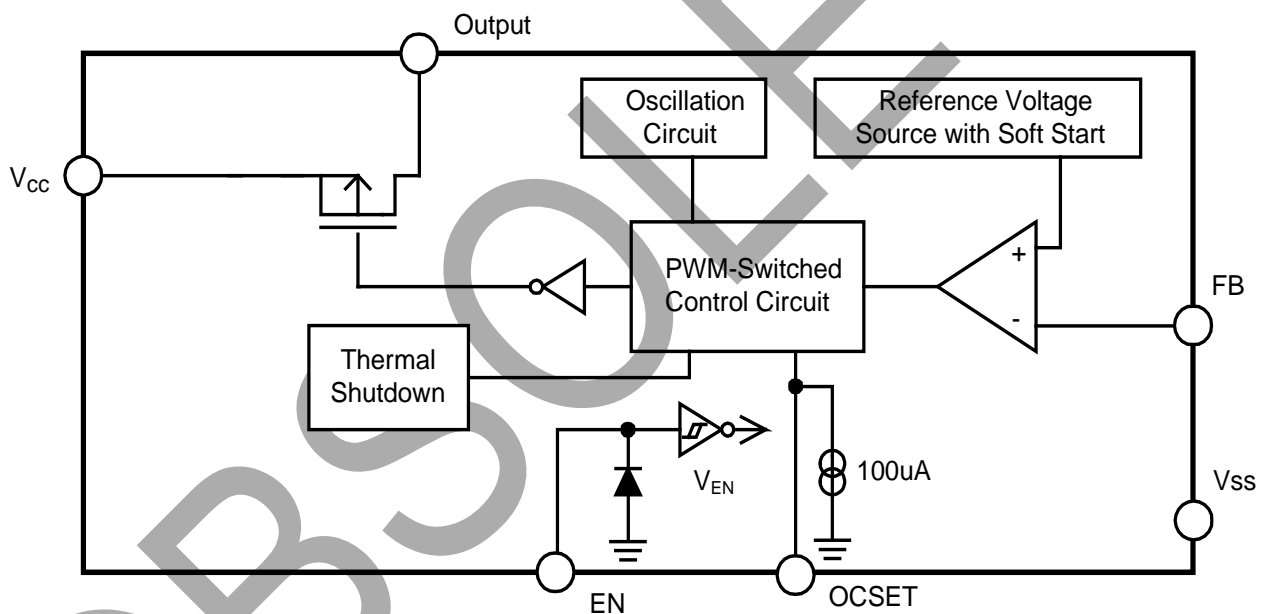 Output
Oscillation
Circuit
Reference Voltage
Source with Soft Start
VCC
PWM-Switched
Control Circuit
+
-
FB
Thermal
Shutdown
VEN
100uA
Vss
EN
OCSET